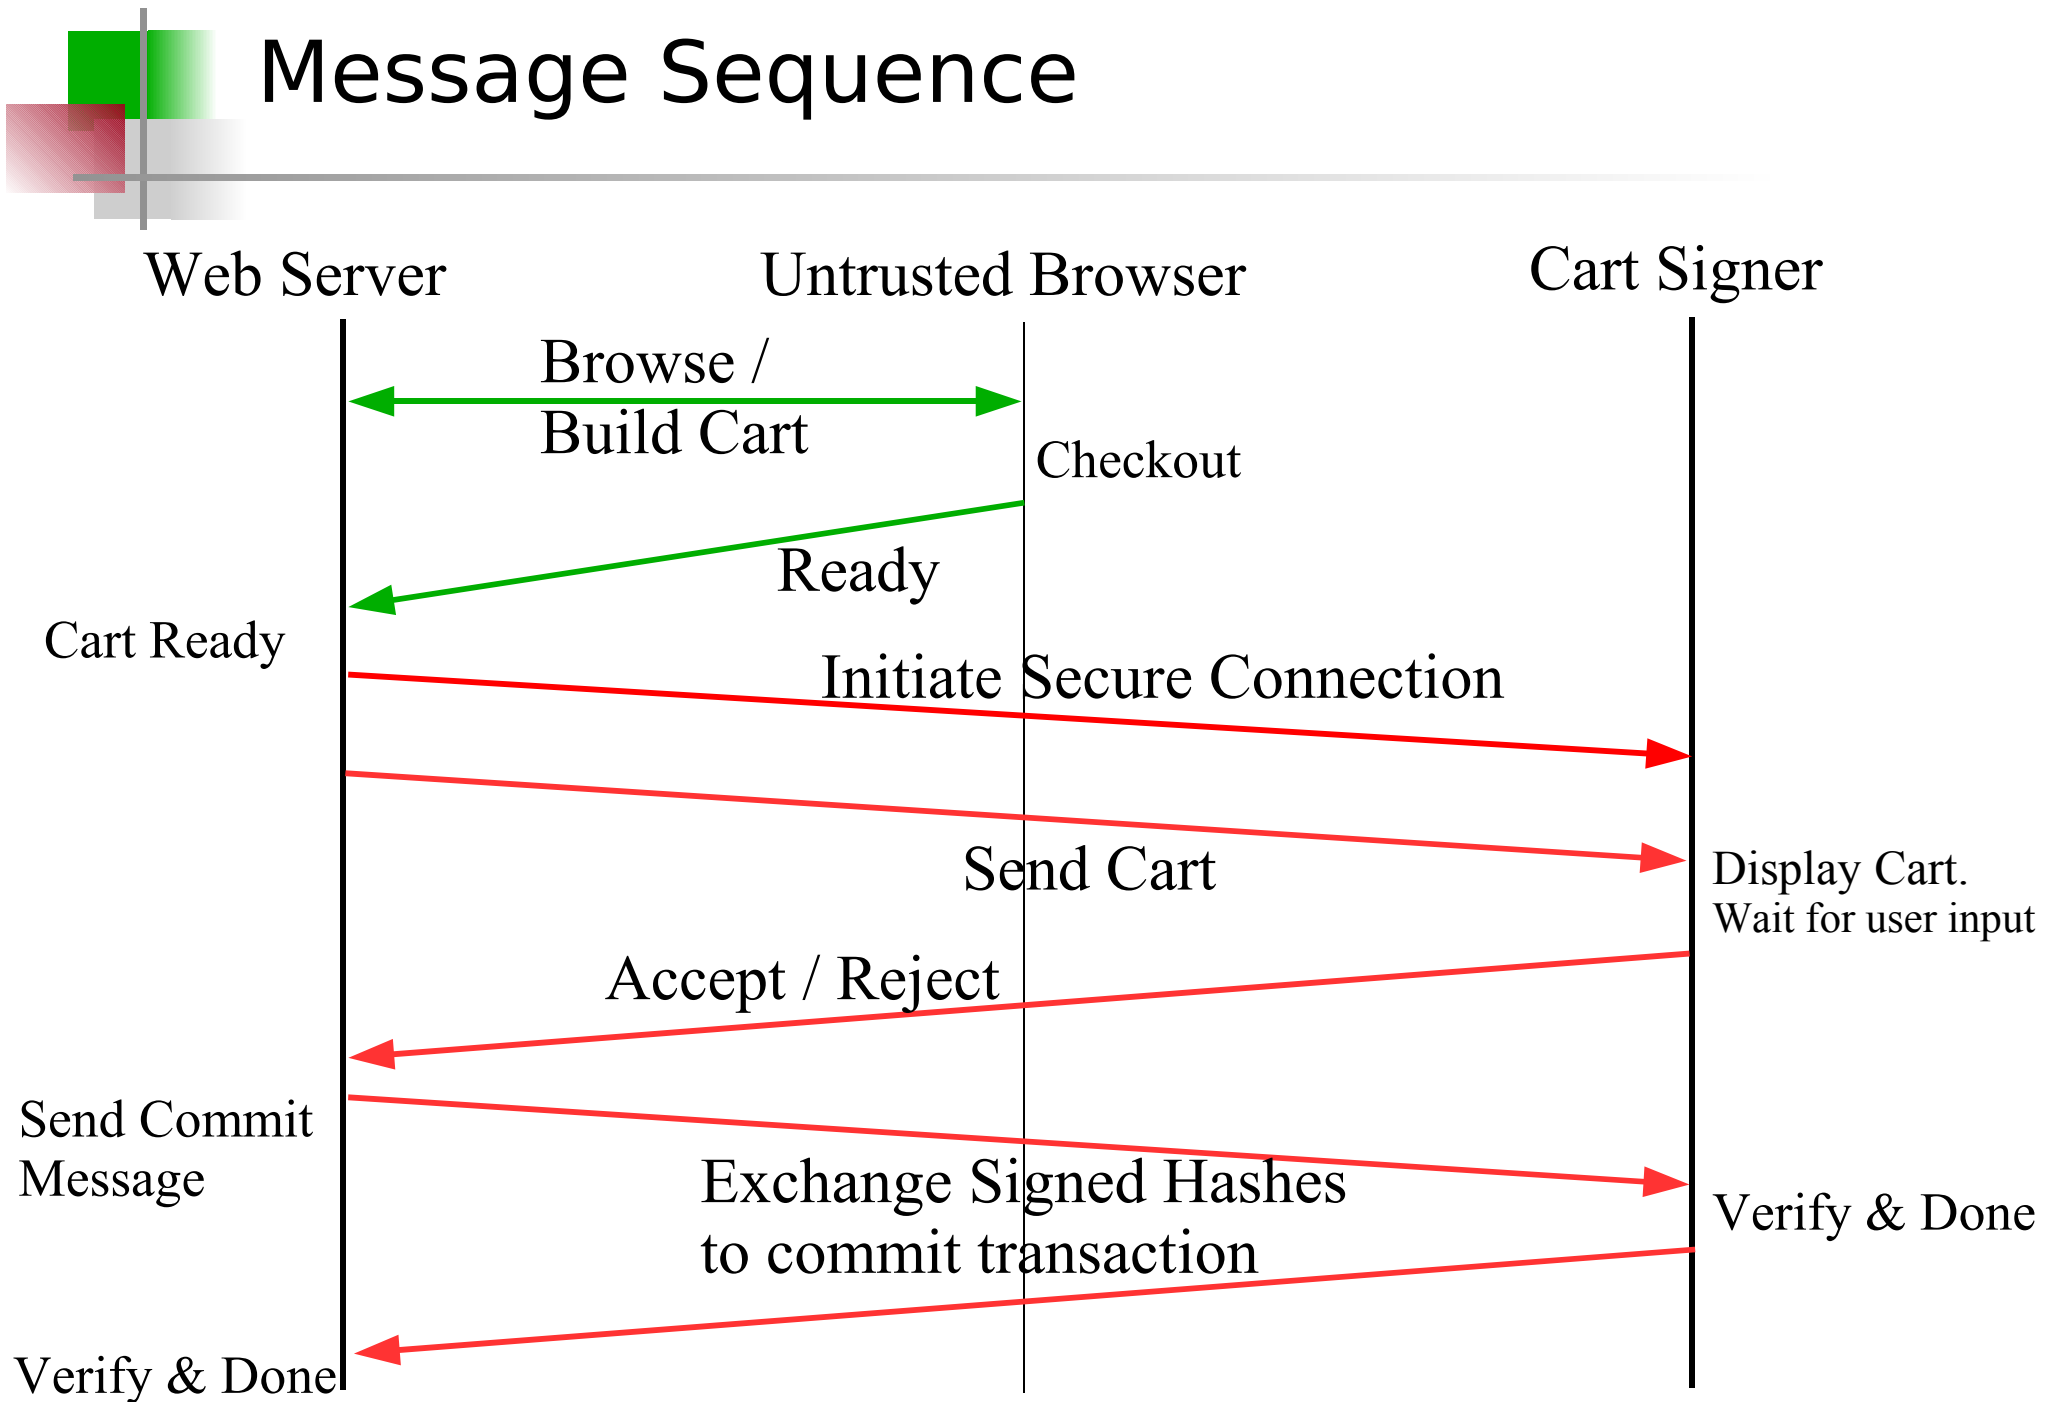 Message Sequence
Web Server
Untrusted Browser
Cart Signer
Browse /
Build Cart
Checkout
Ready
Cart Ready
Initiate Secure Connection
Send Cart
Display Cart.
Wait for user input
Accept / Reject
Send Commit
Message
Exchange Signed Hashes
to commit transaction
Verify & Done
Verify & Done